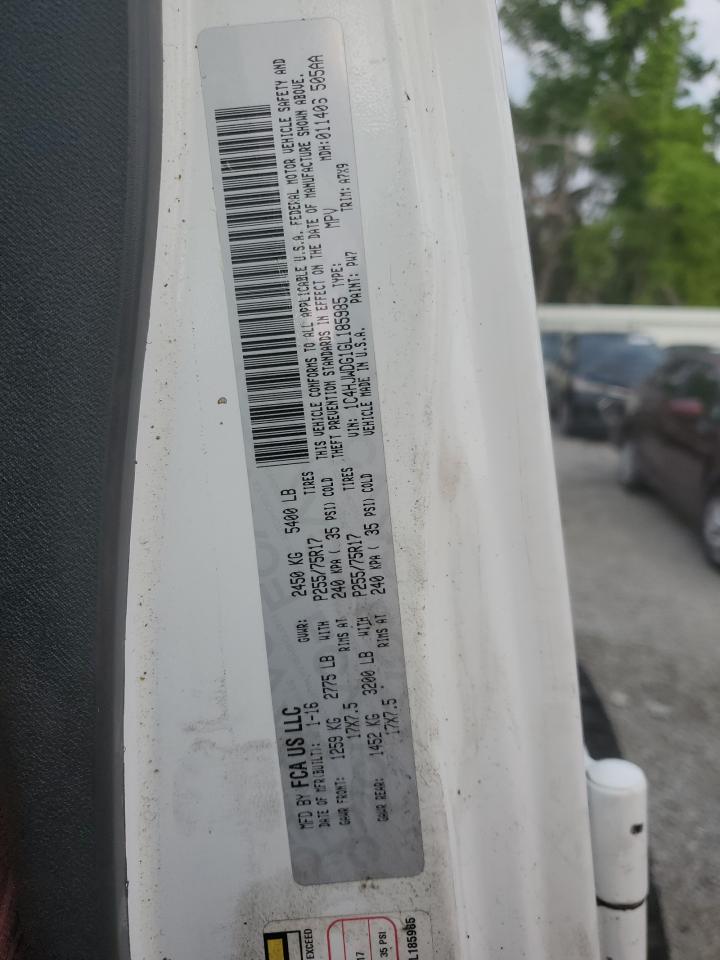 MFD BY FCA US LLC
DATE OF MFR(BUILT): 1-16 GVWR: 2450 KG 5400 LB
GAWR FRONT: 1259 KG 2775 LB WITH P255/75R17 TIRES
17X7.5 RIMS AT 240 KPA ( 35 PSI) COLD
GAWR REAR: 1452 KG 3200 LB WITH P255/75R17 TIRES
17X7.5 RIMS AT 240 KPA ( 35 PSI) COLD
THIS VEHICLE CONFORMS TO ALL APPLICABLE U.S.A. FEDERAL MOTOR VEHICLE SAFETY AND
THEFT PREVENTION STANDARDS IN EFFECT ON THE DATE OF MANUFACTURE SHOWN ABOVE.
VIN: 1C4HJWDG1GL185985 TYPE: MPV MDH:011403 505AA
VEHICLE MADE IN U.S.A. PAINT: PW7 TRIM: A7X9
EXCEED
17
35 PSI
L185985